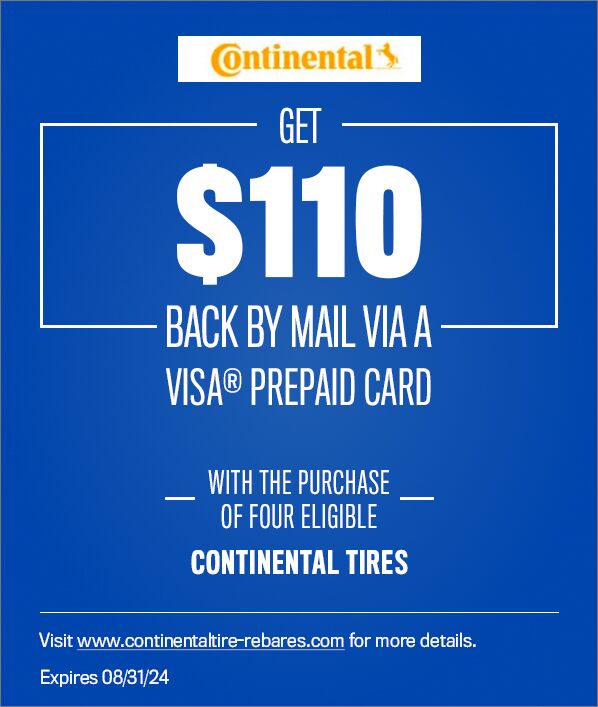 Continental
GET
$110
BACK BY MAIL VIA A
VISA® PREPAID CARD
WITH THE PURCHASE
OF FOUR ELIGIBLE
CONTINENTAL TIRES
Visit www.continentaltire-rebares.com for more details.
Expires 08/31/24